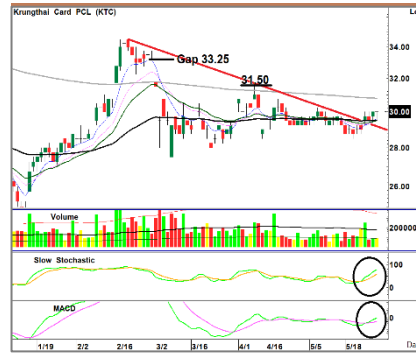 Krungthai Card PCL (KTC)
Lo
34.00
Gap 33.25
32.00
31.50
30.00
28.00
26.00
Volume
200000
Slow Stochastic
100
0
MACD
0
1/19 2/2 2/16 3/2 3/16 4/1 4/16 5/5 5/18 Da